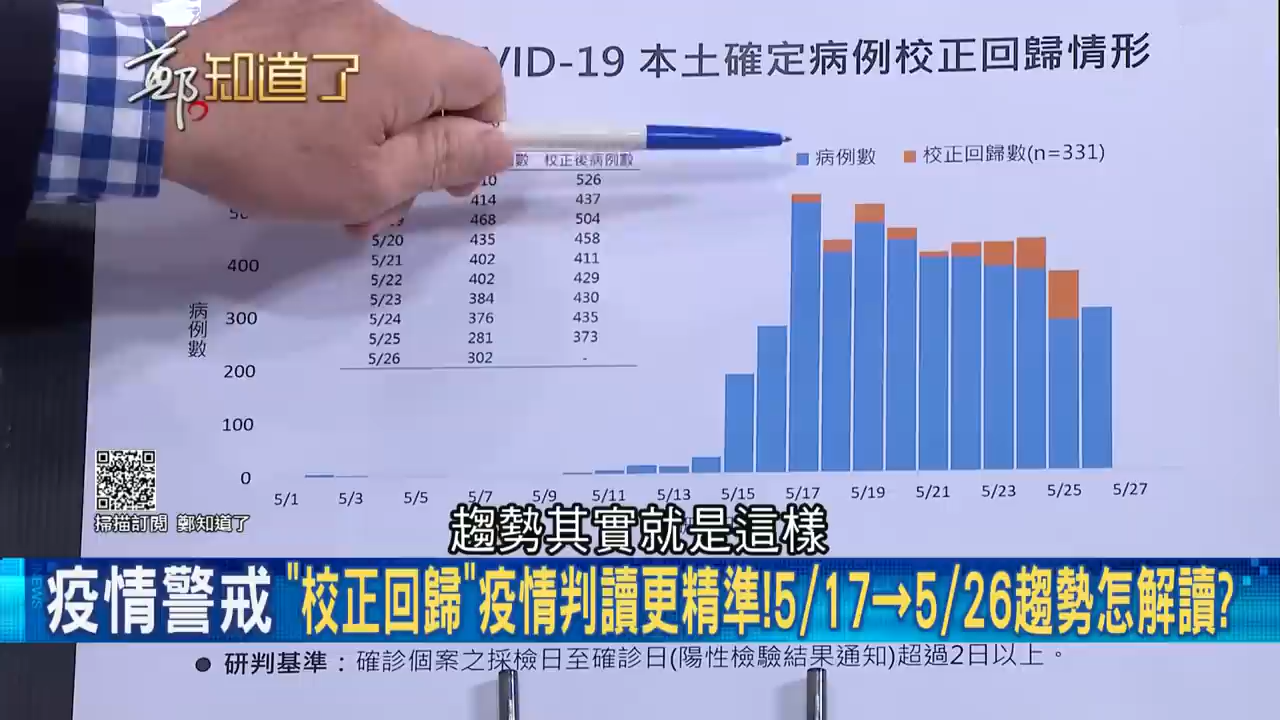 鄭知道了
VID-19 本土確定病例校正回歸情形
數 校正後病例數
病例數 校正回歸數(n=331)
10 526
414 437
468 504
5/20 435 458
5/21 402 411
5/22 402 429
5/23 384 430
5/24 376 435
5/25 281 373
5/26 302 -
400
300
200
100
0
病例數
5/1 5/3 5/5 5/7 5/9 5/11 5/13 5/15 5/17 5/19 5/21 5/23 5/25 5/27
掃描訂閱 鄭知道了
趨勢其實就是這樣
NEWS
疫情警戒 "校正回歸"疫情判讀更精準!5/17→5/26趨勢怎解讀?
● 研判基準：確診個案之採檢日至確診日(陽性檢驗結果通知)超過2日以上。